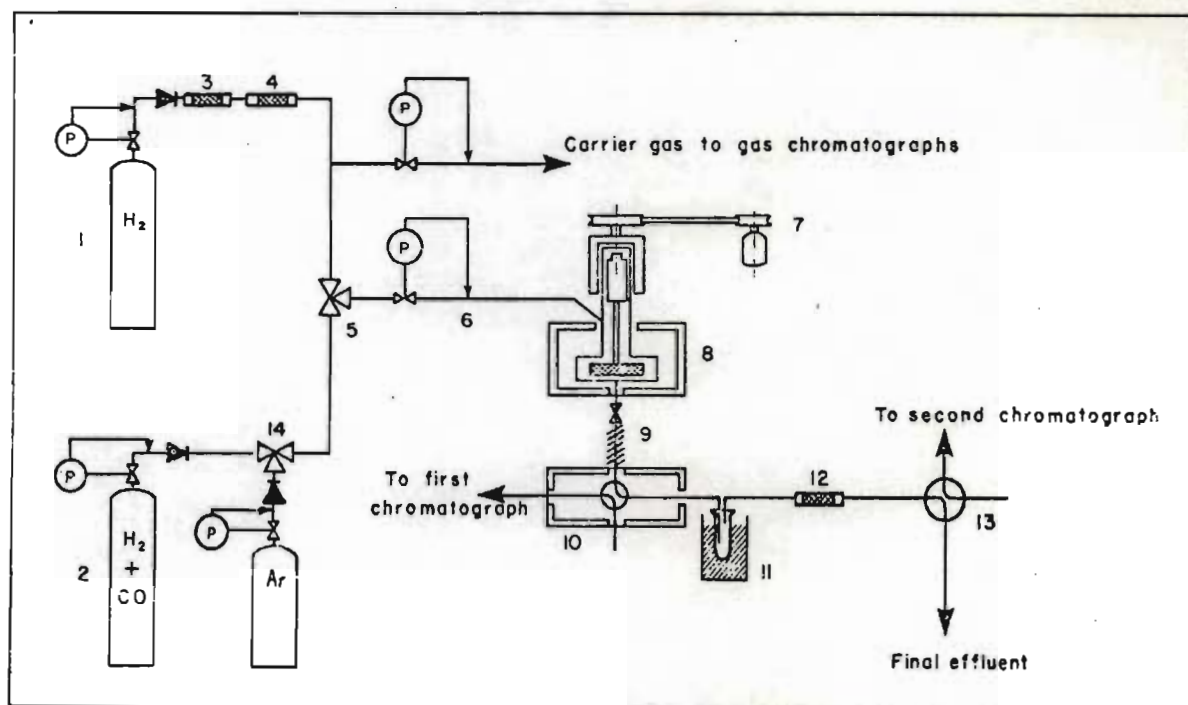 3 4
P
P
Carrier gas to gas chromatographs
H2
1
7
P
5
6
8
14
9
To second chromatograph
P
To first
chromatograph
12
13
10
H2
+
CO
2
P
Ar
11
Final effluent